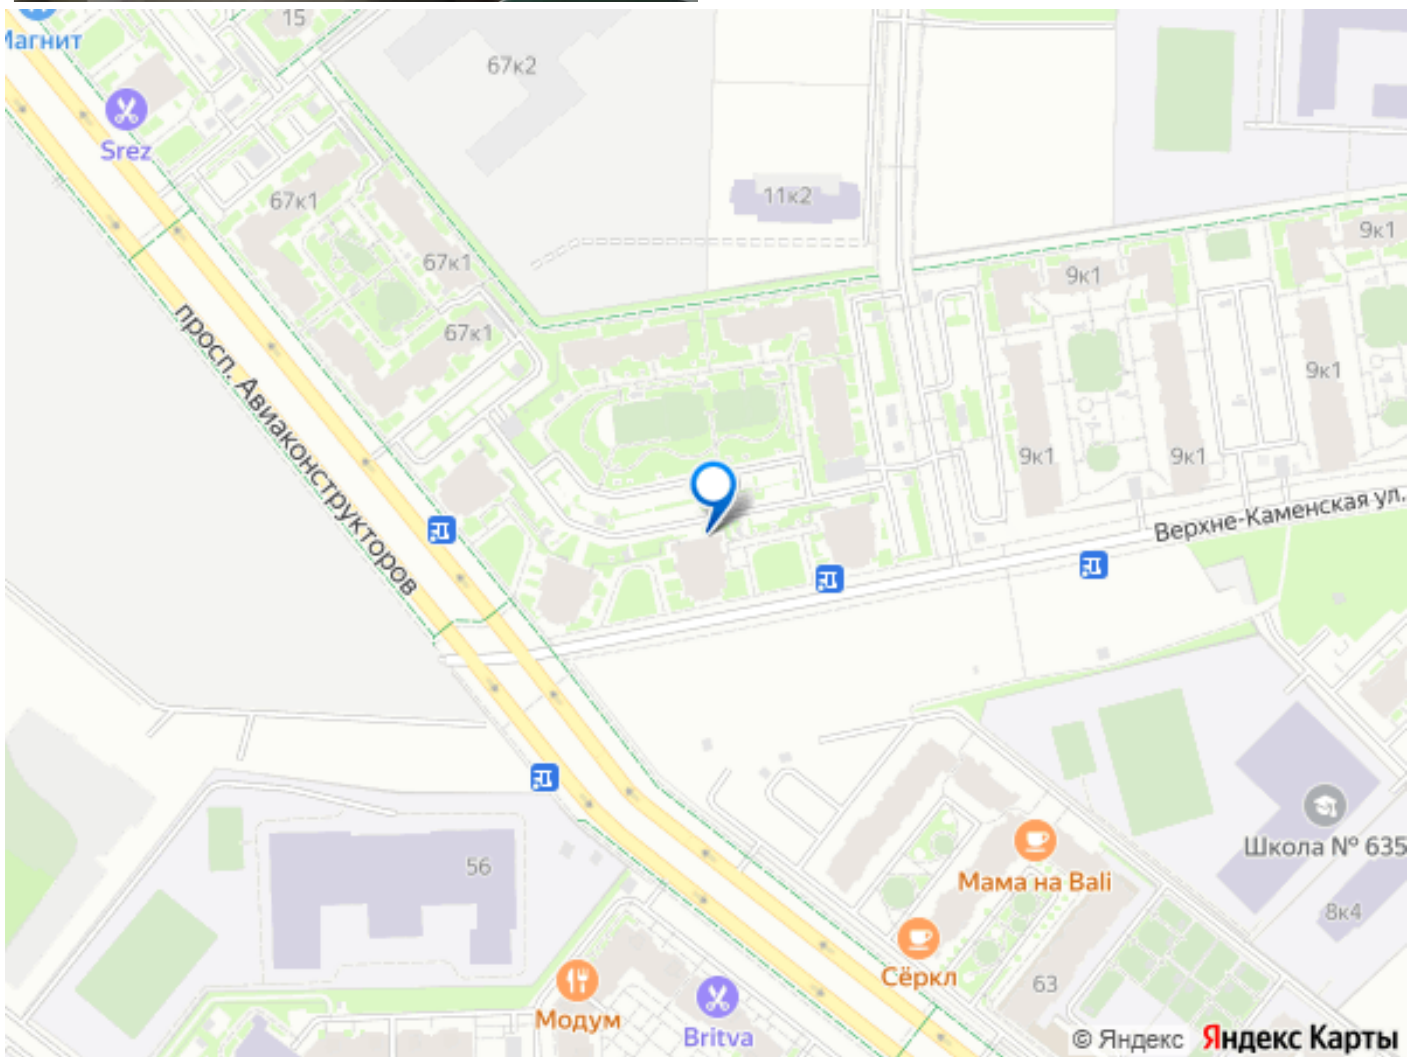 15
Магнит
67к2
Srez
11к2
67к1
67к1
67к1
9к1
9к1
9к1
9к1
9к1
просп. Авиаконструкторов
Верхне-Каменская ул.
56
Школа № 635
Мама на Bali
8к4
Сёркл
63
Модум
Britva
© Яндекс Яндекс Карты